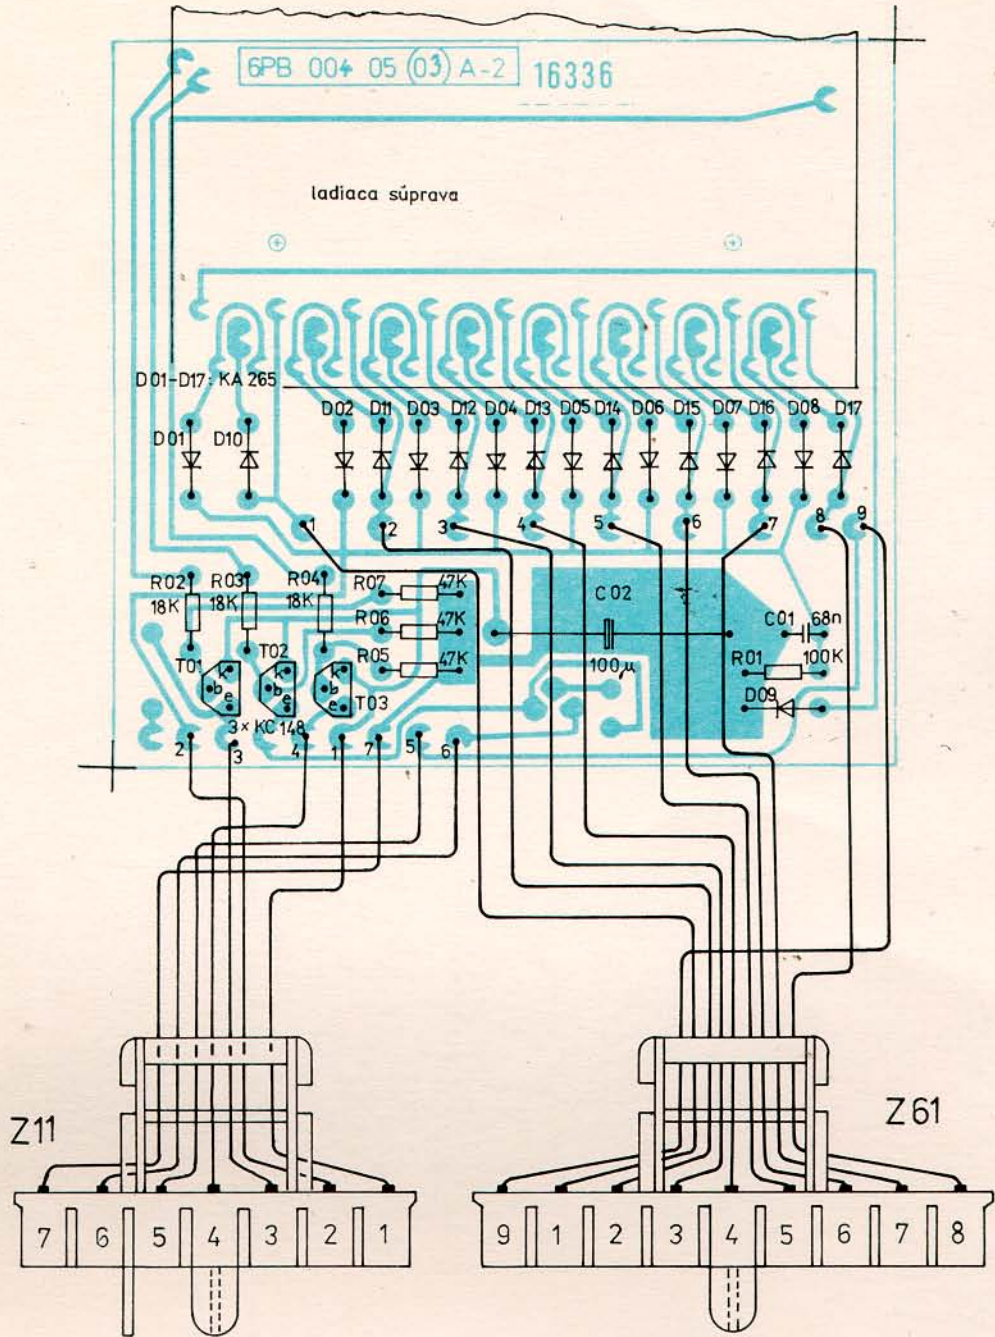 6PB 004 05 (03) A-2 16336
ladiaca súprava
D01-D17: KA 265
D02 D11 D03 D12 D04 D13 D05 D14 D06 D15 D07 D16 D08 D17
D01 D10
1 2 3 4 5 6 7 8 9
R02 R03 R04 R07 47K C02
18K 18K 18K R06 47K C01 68n
T01 T02 R05 47K 100µ R01 100K
k k k
b b b
e e e T03 D09
3× KC 148
2 3 4 1 7 5 6
Z11 Z61
7 6 5 4 3 2 1
9 1 2 3 4 5 6 7 8